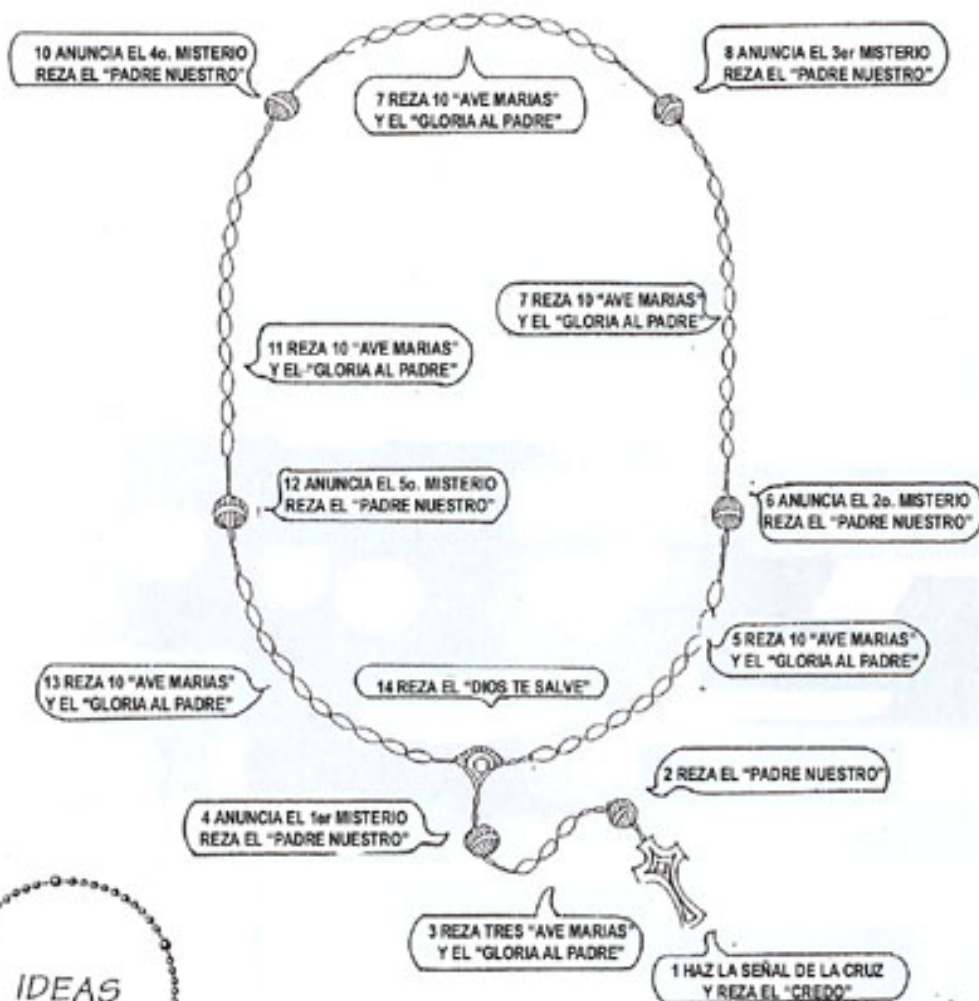 10 ANUNCIA EL 4o. MISTERIO
REZA EL "PADRE NUESTRO"
8 ANUNCIA EL 3er MISTERIO
REZA EL "PADRE NUESTRO"
7 REZA 10 "AVE MARIAS"
Y EL "GLORIA AL PADRE"
7 REZA 10 "AVE MARIAS"
Y EL "GLORIA AL PADRE"
11 REZA 10 "AVE MARIAS"
Y EL "GLORIA AL PADRE"
12 ANUNCIA EL 5o. MISTERIO
REZA EL "PADRE NUESTRO"
6 ANUNCIA EL 2o. MISTERIO
REZA EL "PADRE NUESTRO"
5 REZA 10 "AVE MARIAS"
Y EL "GLORIA AL PADRE"
13 REZA 10 "AVE MARIAS"
Y EL "GLORIA AL PADRE"
14 REZA EL "DIOS TE SALVE"
2 REZA EL "PADRE NUESTRO"
4 ANUNCIA EL 1er MISTERIO
REZA EL "PADRE NUESTRO"
3 REZA TRES "AVE MARIAS"
Y EL "GLORIA AL PADRE"
1 HAZ LA SEÑAL DE LA CRUZ
Y REZA EL "CREDO"
IDEAS